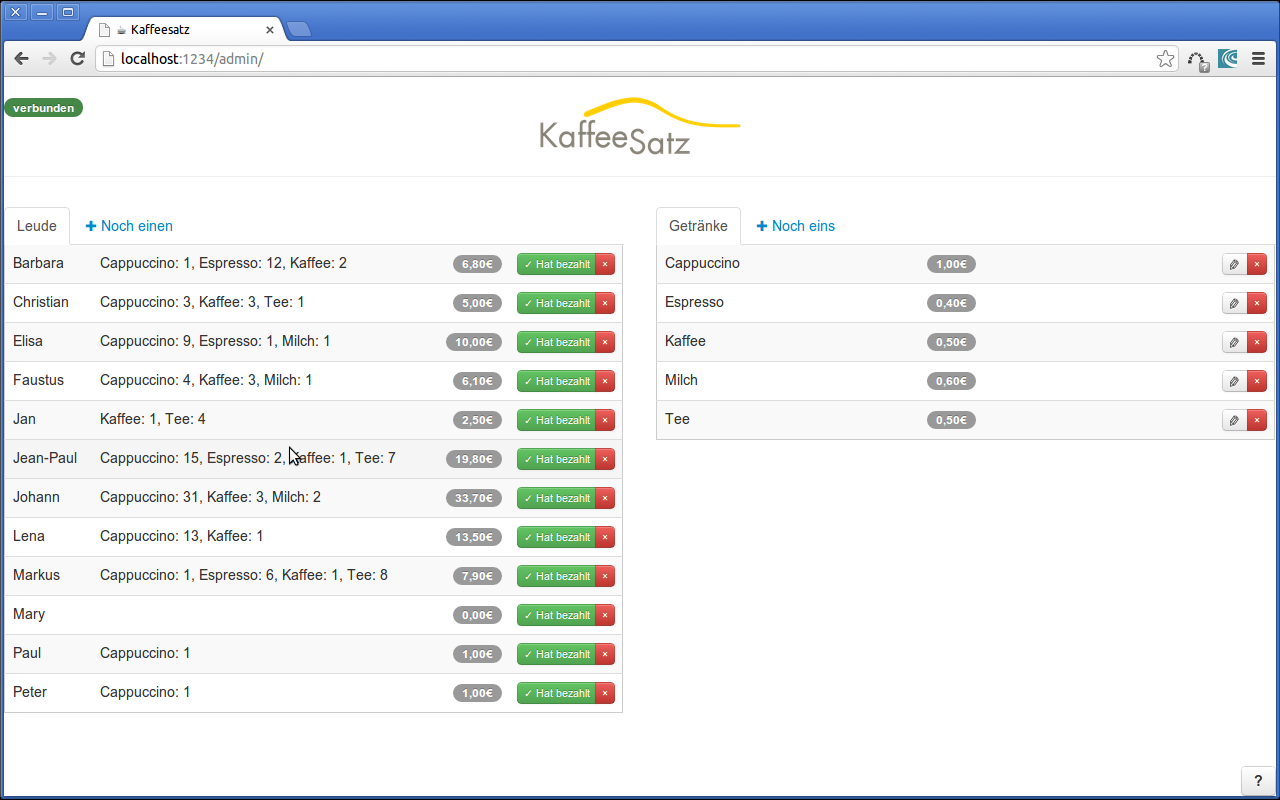 ☕ Kaffeesatz ×
localhost:1234/admin/
verbunden
KaffeeSatz
Leude + Noch einen
Barbara Cappuccino: 1, Espresso: 12, Kaffee: 2 6,80€ ✓ Hat bezahlt ×
Christian Cappuccino: 3, Kaffee: 3, Tee: 1 5,00€ ✓ Hat bezahlt ×
Elisa Cappuccino: 9, Espresso: 1, Milch: 1 10,00€ ✓ Hat bezahlt ×
Faustus Cappuccino: 4, Kaffee: 3, Milch: 1 6,10€ ✓ Hat bezahlt ×
Jan Kaffee: 1, Tee: 4 2,50€ ✓ Hat bezahlt ×
Jean-Paul Cappuccino: 15, Espresso: 2, Kaffee: 1, Tee: 7 19,80€ ✓ Hat bezahlt ×
Johann Cappuccino: 31, Kaffee: 3, Milch: 2 33,70€ ✓ Hat bezahlt ×
Lena Cappuccino: 13, Kaffee: 1 13,50€ ✓ Hat bezahlt ×
Markus Cappuccino: 1, Espresso: 6, Kaffee: 1, Tee: 8 7,90€ ✓ Hat bezahlt ×
Mary 0,00€ ✓ Hat bezahlt ×
Paul Cappuccino: 1 1,00€ ✓ Hat bezahlt ×
Peter Cappuccino: 1 1,00€ ✓ Hat bezahlt ×
Getränke + Noch eins
Cappuccino 1,00€ ×
Espresso 0,40€ ×
Kaffee 0,50€ ×
Milch 0,60€ ×
Tee 0,50€ ×
?